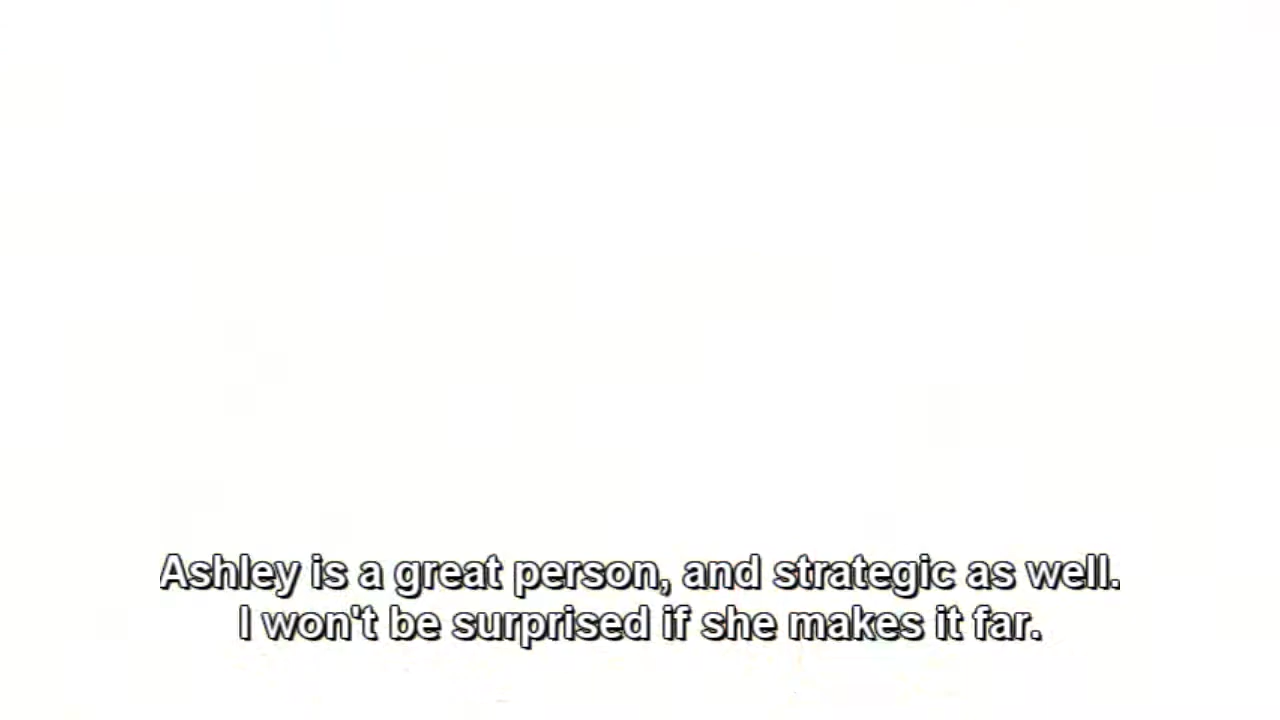 Ashley is a great person, and strategic as well.
I won't be surprised if she makes it far.